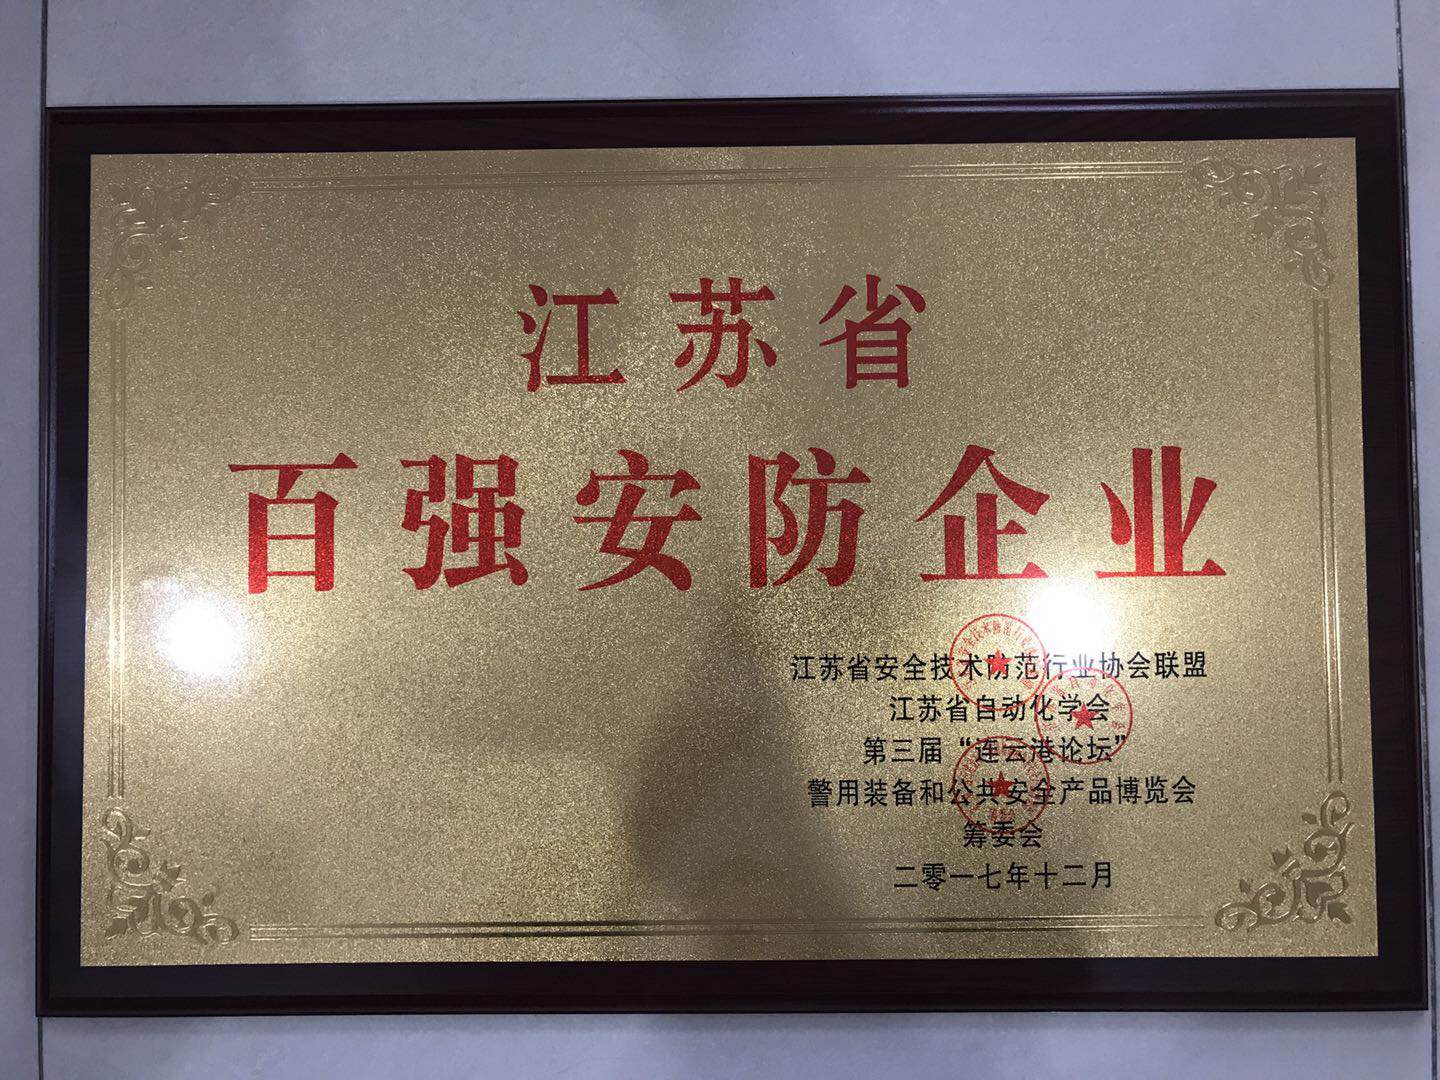 江苏省
百强安防企业
江苏省安全技术防范行业协会联盟
江苏省自动化学会
第三届“连云港论坛”
警用装备和公共安全产品博览会
筹委会
二零一七年十二月